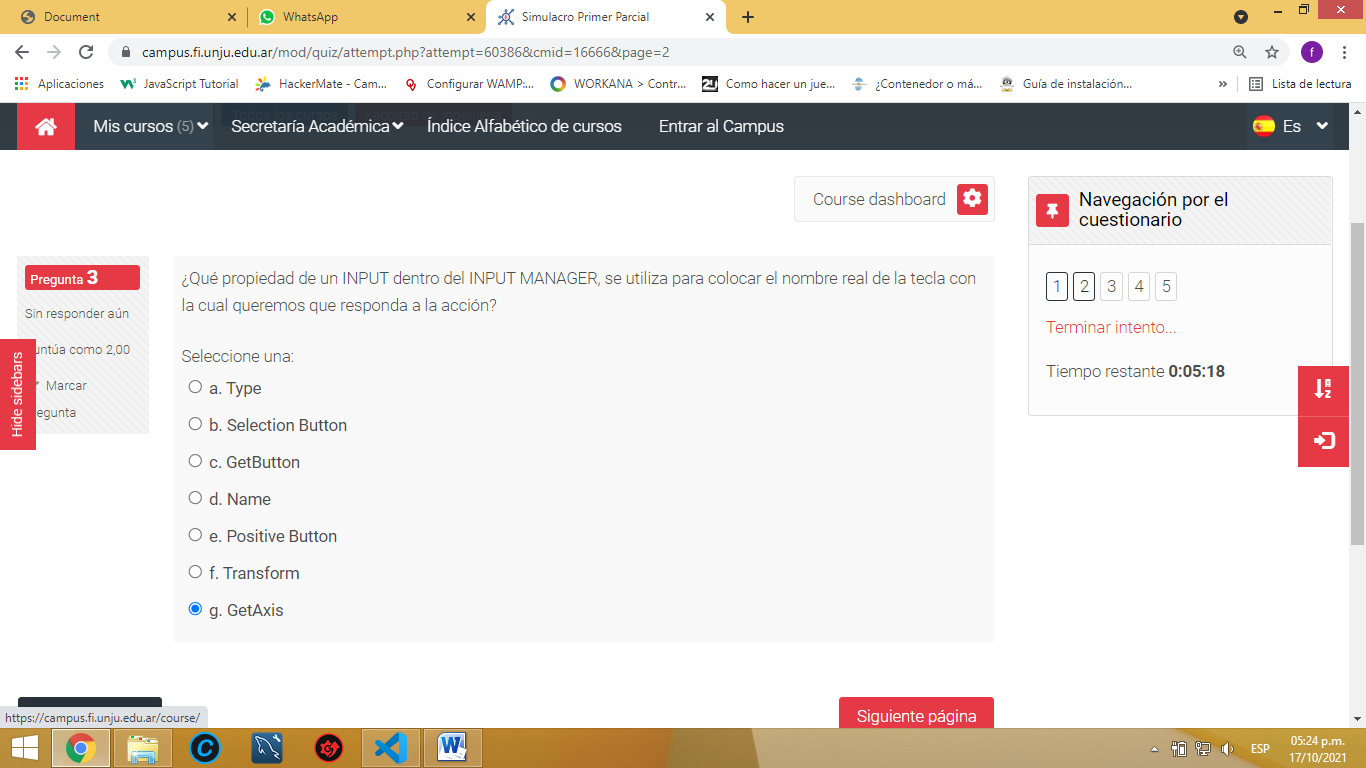 Document
WhatsApp
Simulacro Primer Parcial
campus.fi.unju.edu.ar/mod/quiz/attempt.php?attempt=60386&cmid=16666&page=2
f
Aplicaciones
JavaScript Tutorial
HackerMate - Cam...
Configurar WAMP:...
WORKANA > Contr...
Como hacer un jue...
¿Contenedor o má...
Guía de instalación...
»
Lista de lectura
Mis cursos (5)
Secretaría Académica
Índice Alfabético de cursos
Entrar al Campus
Es
Course dashboard
Navegación por el
cuestionario
1 2 3 4 5
Terminar intento...
Tiempo restante 0:05:18
Pregunta 3
Sin responder aún
untúa como 2,00
Marcar
egunta
Hide sidebars
¿Qué propiedad de un INPUT dentro del INPUT MANAGER, se utiliza para colocar el nombre real de la tecla con
la cual queremos que responda a la acción?
Seleccione una:
a. Type
b. Selection Button
c. GetButton
d. Name
e. Positive Button
f. Transform
g. GetAxis
Siguiente página
https://campus.fi.unju.edu.ar/course/
ESP
05:24 p.m.
17/10/2021